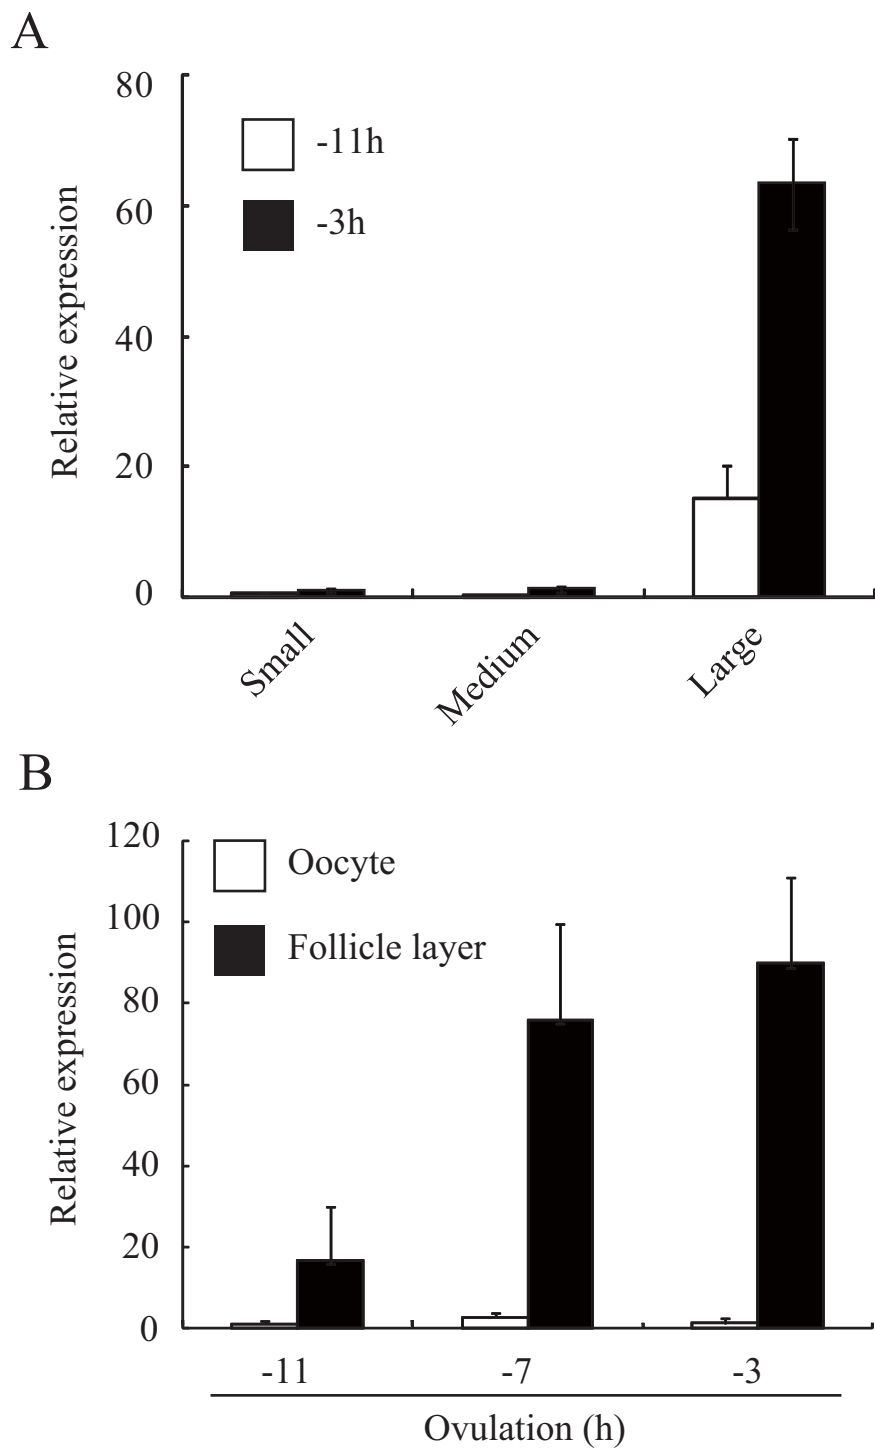 A
80
60
40
20
0
Relative expression
-11h
-3h
Small
Medium
Large
B
120
100
80
60
40
20
0
Relative expression
Oocyte
Follicle layer
-11
-7
-3
Ovulation (h)